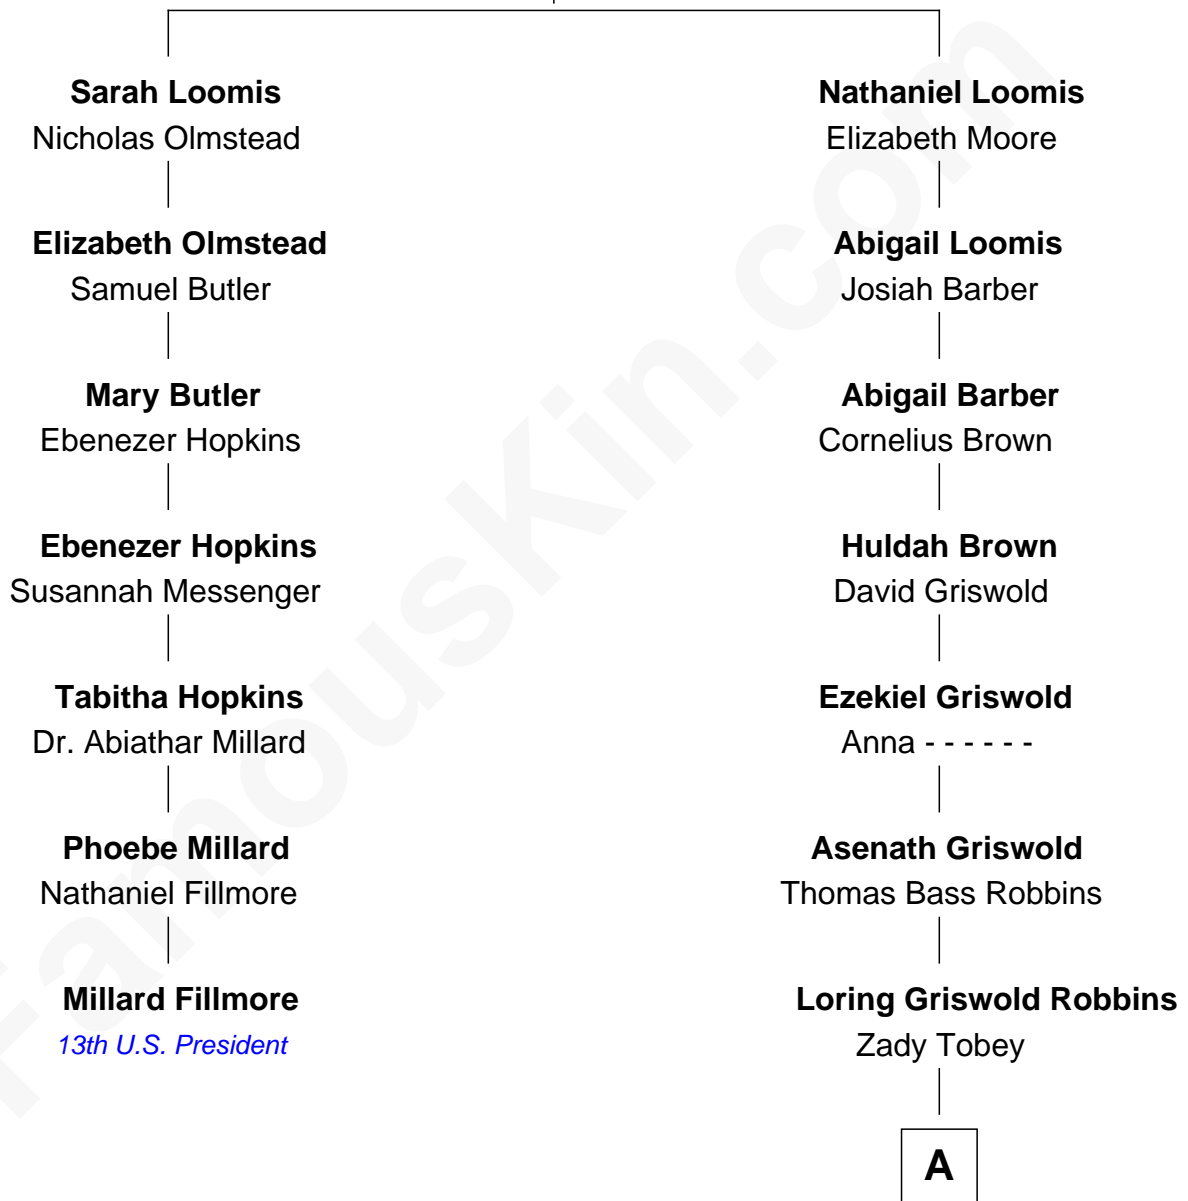 Sarah Loomis
Nicholas Olmstead
Elizabeth Olmstead
Samuel Butler
Mary Butler
Ebenezer Hopkins
Ebenezer Hopkins
Susannah Messenger
Tabitha Hopkins
Dr. Abiathar Millard
Phoebe Millard
Nathaniel Fillmore
Millard Fillmore
13th U.S. President
Nathaniel Loomis
Elizabeth Moore
Abigail Loomis
Josiah Barber
Abigail Barber
Cornelius Brown
Huldah Brown
David Griswold
Ezekiel Griswold
Anna - - - - - -
Asenath Griswold
Thomas Bass Robbins
Loring Griswold Robbins
Zady Tobey
A
FamousKin.com